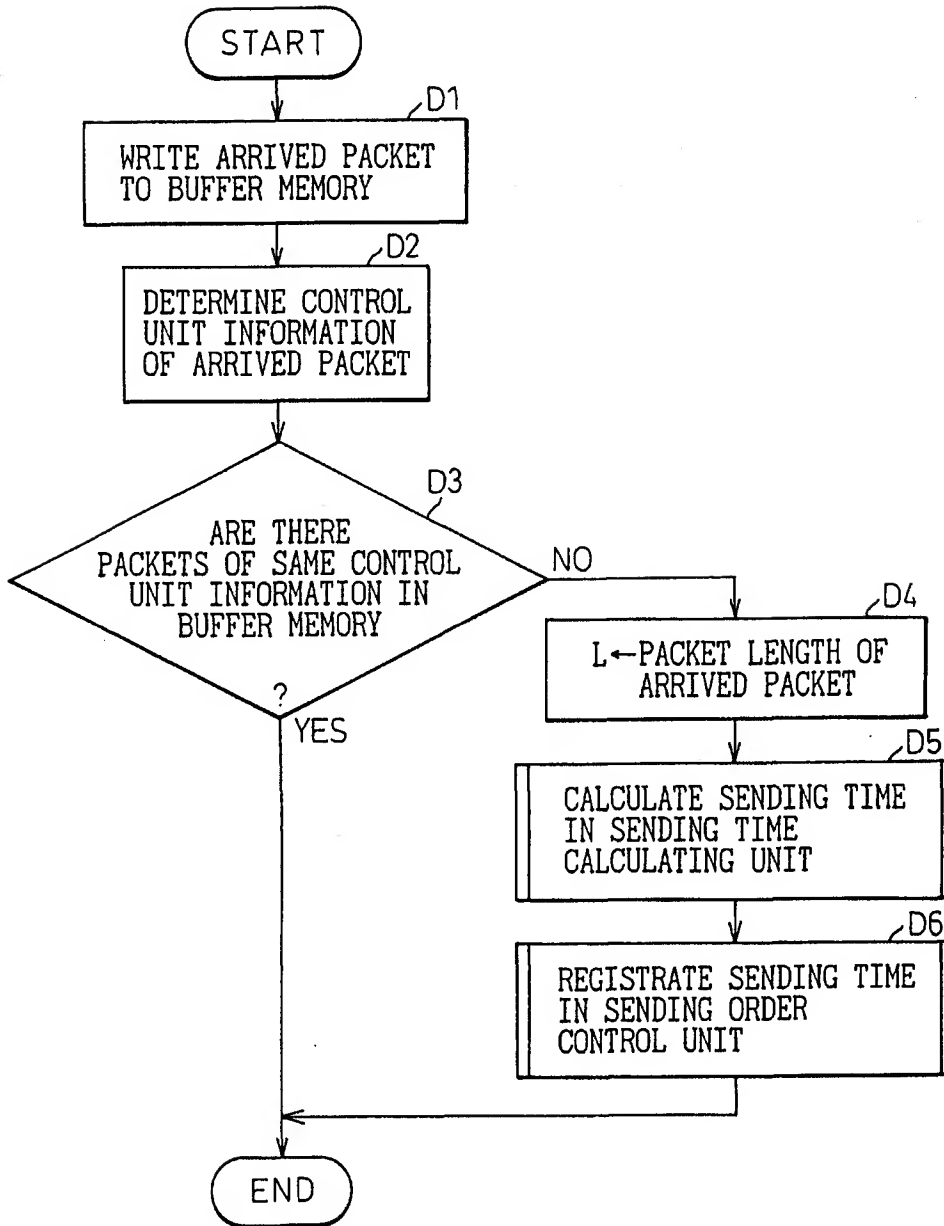 START
D1
WRITE ARRIVED PACKET
TO BUFFER MEMORY
D2
DETERMINE CONTROL
UNIT INFORMATION
OF ARRIVED PACKET
D3
ARE THERE
PACKETS OF SAME CONTROL
UNIT INFORMATION IN
BUFFER MEMORY
?
NO
YES
D4
L←PACKET LENGTH OF
ARRIVED PACKET
D5
CALCULATE SENDING TIME
IN SENDING TIME
CALCULATING UNIT
D6
REGISTRATE SENDING TIME
IN SENDING ORDER
CONTROL UNIT
END